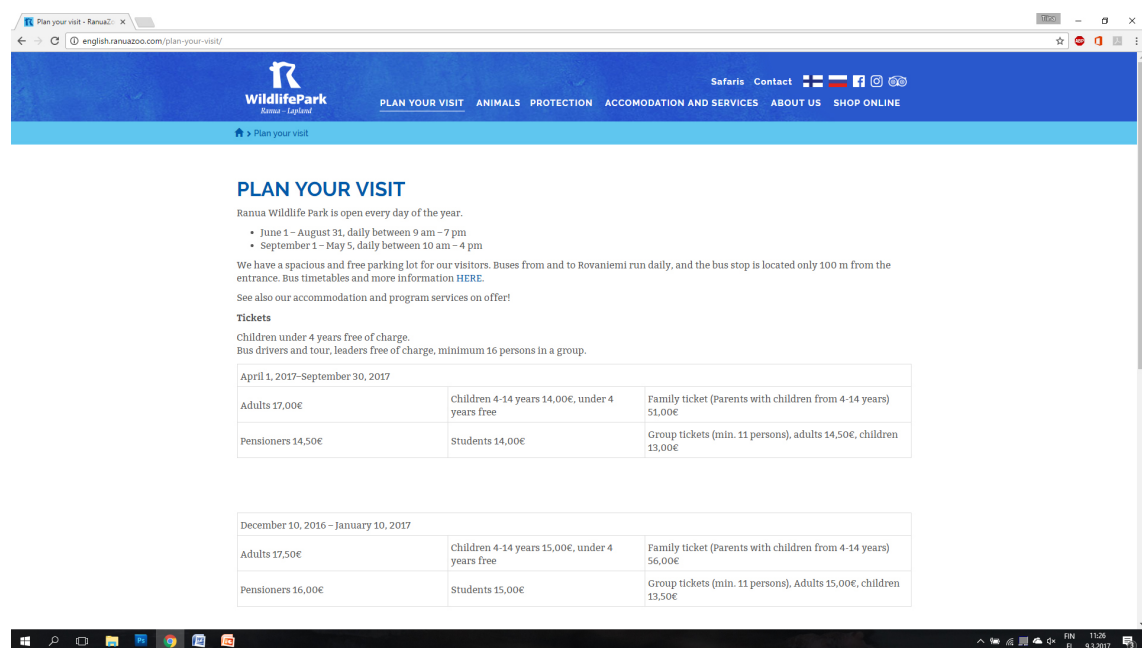 Plan your visit - RanuaZo
Timo
english.ranuazoo.com/plan-your-visit/
WildlifePark
Ranua – Lapland
Safaris Contact
PLAN YOUR VISIT ANIMALS PROTECTION ACCOMODATION AND SERVICES ABOUT US SHOP ONLINE
> Plan your visit
PLAN YOUR VISIT
Ranua Wildlife Park is open every day of the year.
• June 1 – August 31, daily between 9 am – 7 pm
• September 1 – May 5, daily between 10 am – 4 pm
We have a spacious and free parking lot for our visitors. Buses from and to Rovaniemi run daily, and the bus stop is located only 100 m from the
entrance. Bus timetables and more information HERE.
See also our accommodation and program services on offer!
Tickets
Children under 4 years free of charge.
Bus drivers and tour, leaders free of charge, minimum 16 persons in a group.
April 1, 2017–September 30, 2017
Adults 17,00€
Children 4-14 years 14,00€, under 4
years free
Family ticket (Parents with children from 4-14 years)
51,00€
Pensioners 14,50€
Students 14,00€
Group tickets (min. 11 persons), adults 14,50€, children
13,00€
December 10, 2016 – January 10, 2017
Adults 17,50€
Children 4-14 years 15,00€, under 4
years free
Family ticket (Parents with children from 4-14 years)
56,00€
Pensioners 16,00€
Students 15,00€
Group tickets (min. 11 persons), Adults 15,00€, children
13,50€
FIN 11:26
FI 9.3.2017